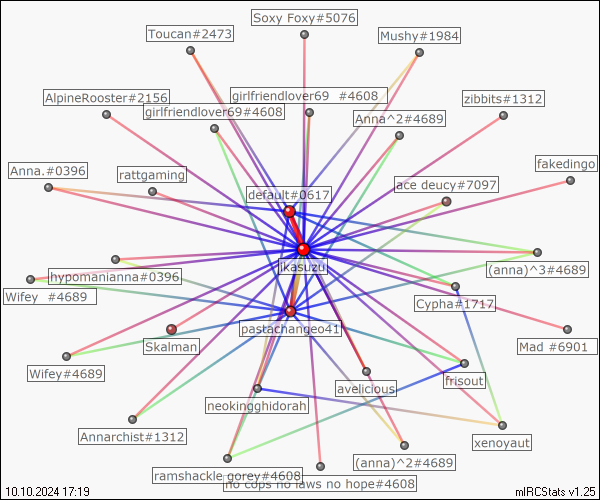 Soxy Foxy#5076
Toucan#2473
Mushy#1984
AlpineRooster#2156
girlfriendlover69 #4608
zibbits#1312
girlfriendlover69#4608
Anna^2#4689
Anna.#0396
rattgaming
fakedingo
default#0617
ace deucy#7097
jkasuzu
(anna)^3#4689
hypomanianna#0396
Wifey #4689
Cypha#1717
pastachangeo41
Skalman
Mad #6901
Wifey#4689
avelicious
frisout
neokingghidorah
Annarchist#1312
xenoyaut
(anna)^2#4689
ramshackle gorey#4608
no cops no laws no hope#4608
10.10.2024 17:19
mIRCStats v1.25